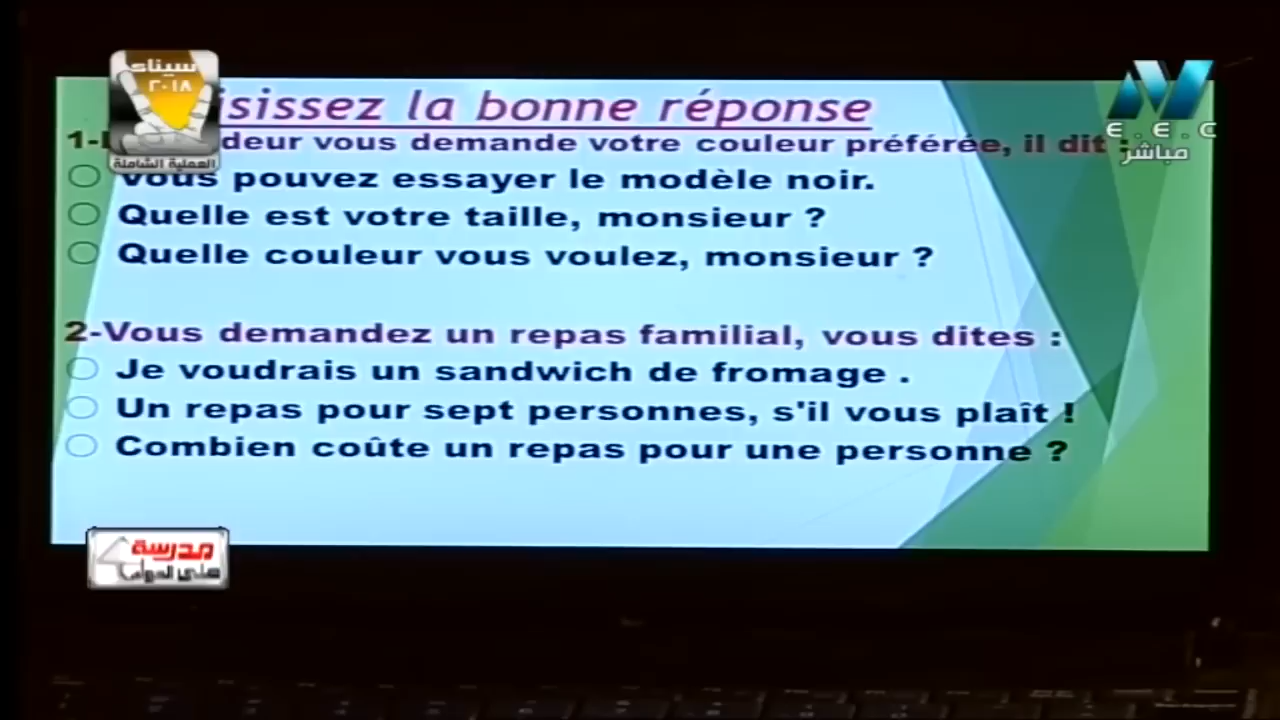 سيناء
٢٠١٨
العملية الشاملة
E.E.C
مباشر
isissez la bonne réponse
1- deur vous demande votre couleur préférée, il dit :
Vous pouvez essayer le modèle noir.
Quelle est votre taille, monsieur ?
Quelle couleur vous voulez, monsieur ?
2-Vous demandez un repas familial, vous dites :
Je voudrais un sandwich de fromage .
Un repas pour sept personnes, s'il vous plaît !
Combien coûte un repas pour une personne ?
مدرسة
على الهواء